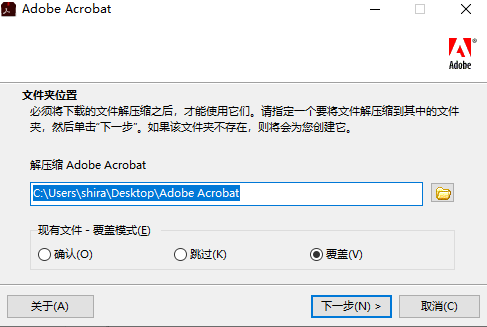 Adobe Acrobat
Adobe
文件夹位置
必须将下载的文件解压缩之后，才能使用它们。请指定一个要将文件解压缩到其中的文件
夹，然后单击“下一步”。如果该文件夹不存在，则将会为您创建它。
解压缩 Adobe Acrobat
C:\Users\shira\Desktop\Adobe Acrobat
现有文件 - 覆盖模式(E)
确认(O) 跳过(K) 覆盖(V)
关于(A) 下一步(N) > 取消(C)